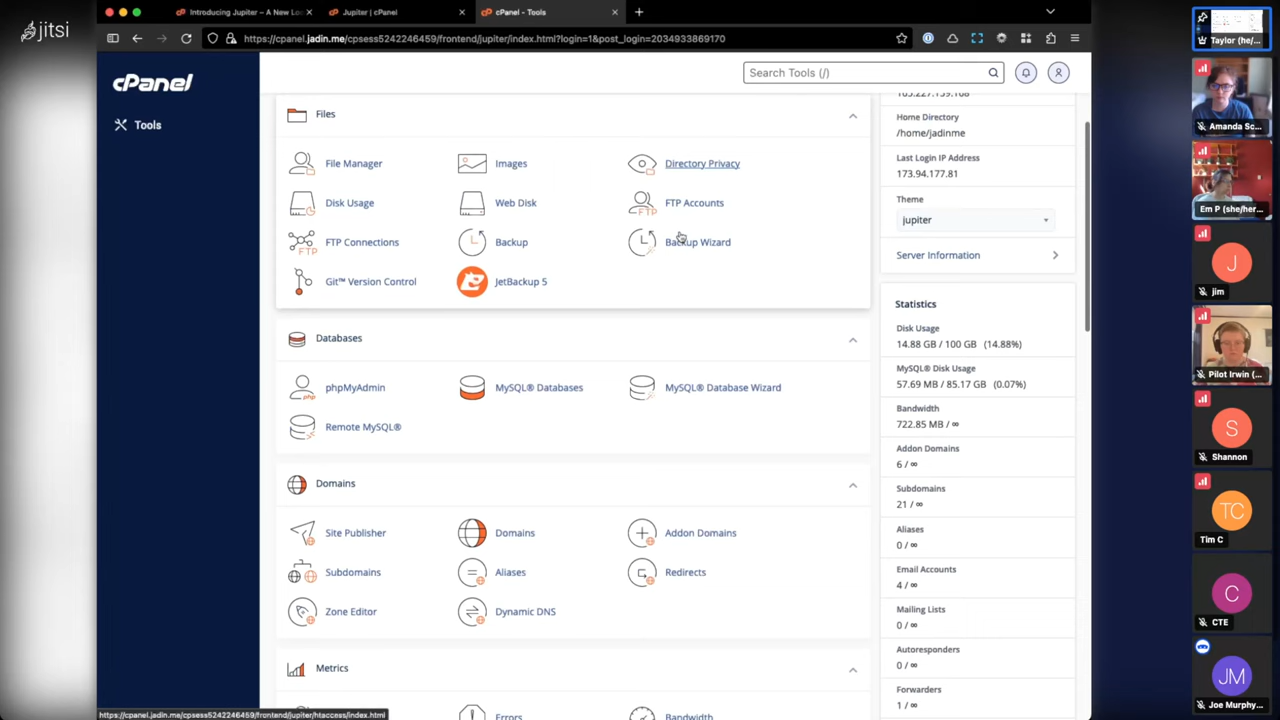 jitsi
Introducing Jupiter – A New Loo
Jupiter | cPanel
cPanel - Tools
https://cpanel.jadin.me/cpsess5242246459/frontend/jupiter/index.html?login=1&post_login=2034933869170
cPanel
Tools
Search Tools (/)
Files
File Manager
Images
Directory Privacy
Disk Usage
Web Disk
FTP Accounts
FTP
FTP Connections
Backup
Backup Wizard
FTP
Git™ Version Control
JetBackup 5
Databases
phpMyAdmin
MySQL® Databases
MySQL® Database Wizard
php
Remote MySQL®
Domains
Site Publisher
Domains
Addon Domains
Subdomains
Aliases
Redirects
Zone Editor
Dynamic DNS
Metrics
Errors
Bandwidth
Home Directory
/home/jadinme
Last Login IP Address
173.94.177.81
Theme
jupiter
Server Information
Statistics
Disk Usage
14.88 GB / 100 GB (14.88%)
MySQL® Disk Usage
57.69 MB / 85.17 GB (0.07%)
Bandwidth
722.85 MB / ∞
Addon Domains
6 / ∞
Subdomains
21 / ∞
Aliases
0 / ∞
Email Accounts
4 / ∞
Mailing Lists
0 / ∞
Autoresponders
0 / ∞
Forwarders
1 / ∞
https://cpanel.jadin.me/cpsess5242246459/frontend/jupiter/htaccess/index.html
Taylor (he/...
Amanda Sc...
Em P (she/her...
J
jim
Pilot Irwin (...
S
Shannon
TC
Tim C
C
CTE
JM
Joe Murphy...